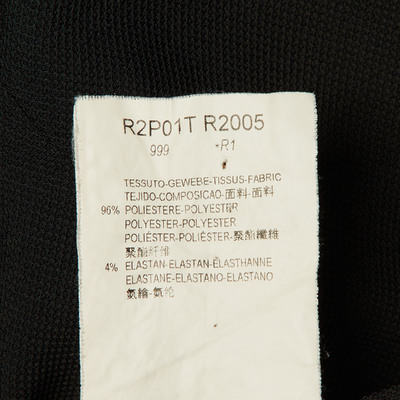 R2P01T R2005
999 -R1
TESSUTO-GEWEBE-TISSUS-FABRIC
TEJIDO-COMPOSICAO-面料-面料
96% POLIESTERE-POLYESTER
POLYESTER-POLYESTER
POLIÉSTER-POLIÉSTER-聚酯纖維
聚酯纤维
4% ELASTAN-ELASTAN-ÉLASTHANNE
ELASTANE-ELASTANO-ELASTANO
氨綸-氨纶